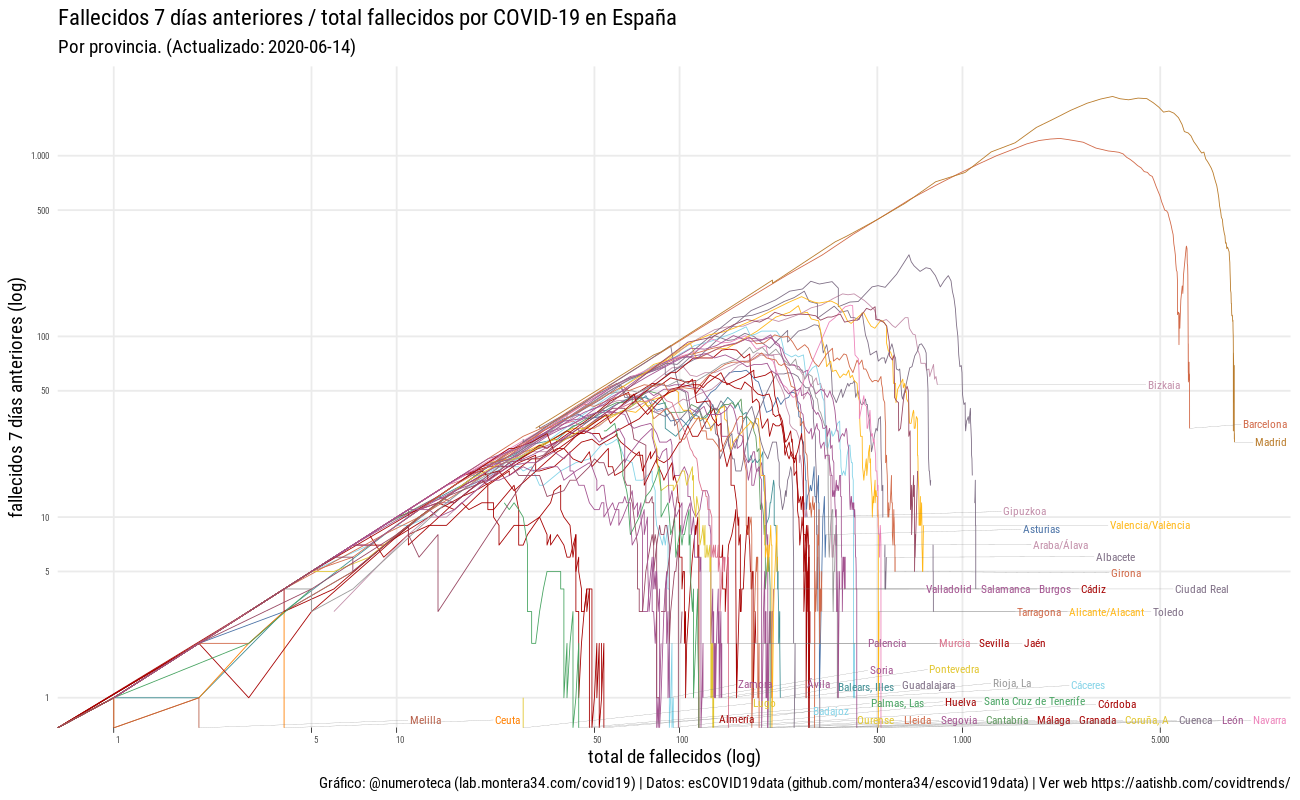 Fallecidos 7 días anteriores / total fallecidos por COVID-19 en España
Por provincia. (Actualizado: 2020-06-14)
fallecidos 7 días anteriores (log)
1.000
500
100
50
10
5
1
Bizkaia
Barcelona
Madrid
Gipuzkoa
Asturias
Valencia/València
Araba/Álava
Albacete
Girona
Valladolid Salamanca Burgos Cádiz Ciudad Real
Tarragona Alicante/Alacant Toledo
Palencia Murcia Sevilla Jaén
Soria Pontevedra
Zamora Ávila Balears, Illes Guadalajara Rioja, La Cáceres
Lugo Palmas, Las Huelva Santa Cruz de Tenerife Córdoba
Badajoz
Melilla Ceuta Almería Ourense Lleida Segovia Cantabria Málaga Granada Coruña, A Cuenca León Navarra
1 5 10 50 100 500 1.000 5.000
total de fallecidos (log)
Gráfico: @numeroteca (lab.montera34.com/covid19) | Datos: esCOVID19data (github.com/montera34/escovid19data) | Ver web https://aatishb.com/covidtrends/